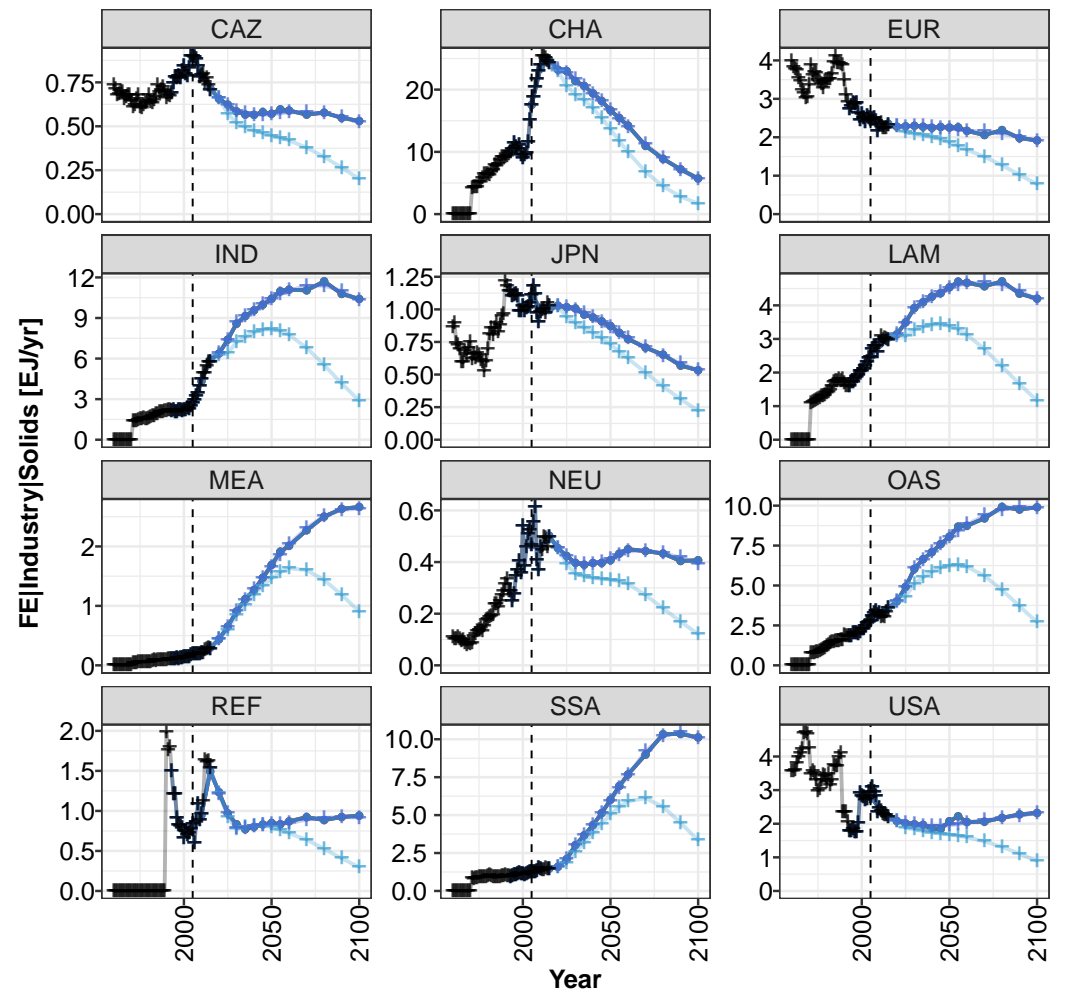 CAZ CHA EUR
0.75 20 4
0.50 10 3
0.25 0 2
0.00 1
0
IND JPN LAM
12 1.25 4
9 1.00 3
6 0.75 2
3 0.50 1
0 0.25 0
0.00
MEA NEU OAS
2 0.6 10.0
1 0.4 7.5
0 0.2 5.0
0.0 2.5
0.0
REF SSA USA
2.0 10.0 4
1.5 7.5 3
1.0 5.0 2
0.5 2.5 1
0.0 0.0 0
2000 2050 2100 2000 2050 2100 2000 2050 2100
Year
FE|Industry|Solids [EJ/yr]